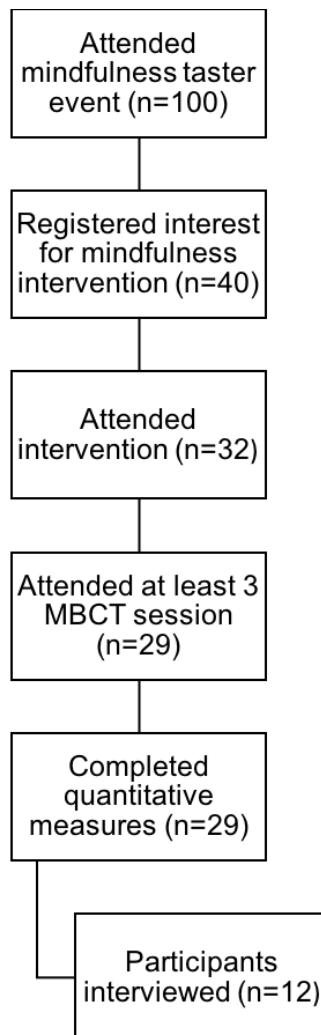 Attended
mindfulness taster
event (n=100)
Registered interest
for mindfulness
intervention (n=40)
Attended
intervention (n=32)
Attended at least 3
MBCT session
(n=29)
Completed
quantitative
measures (n=29)
Participants
interviewed (n=12)